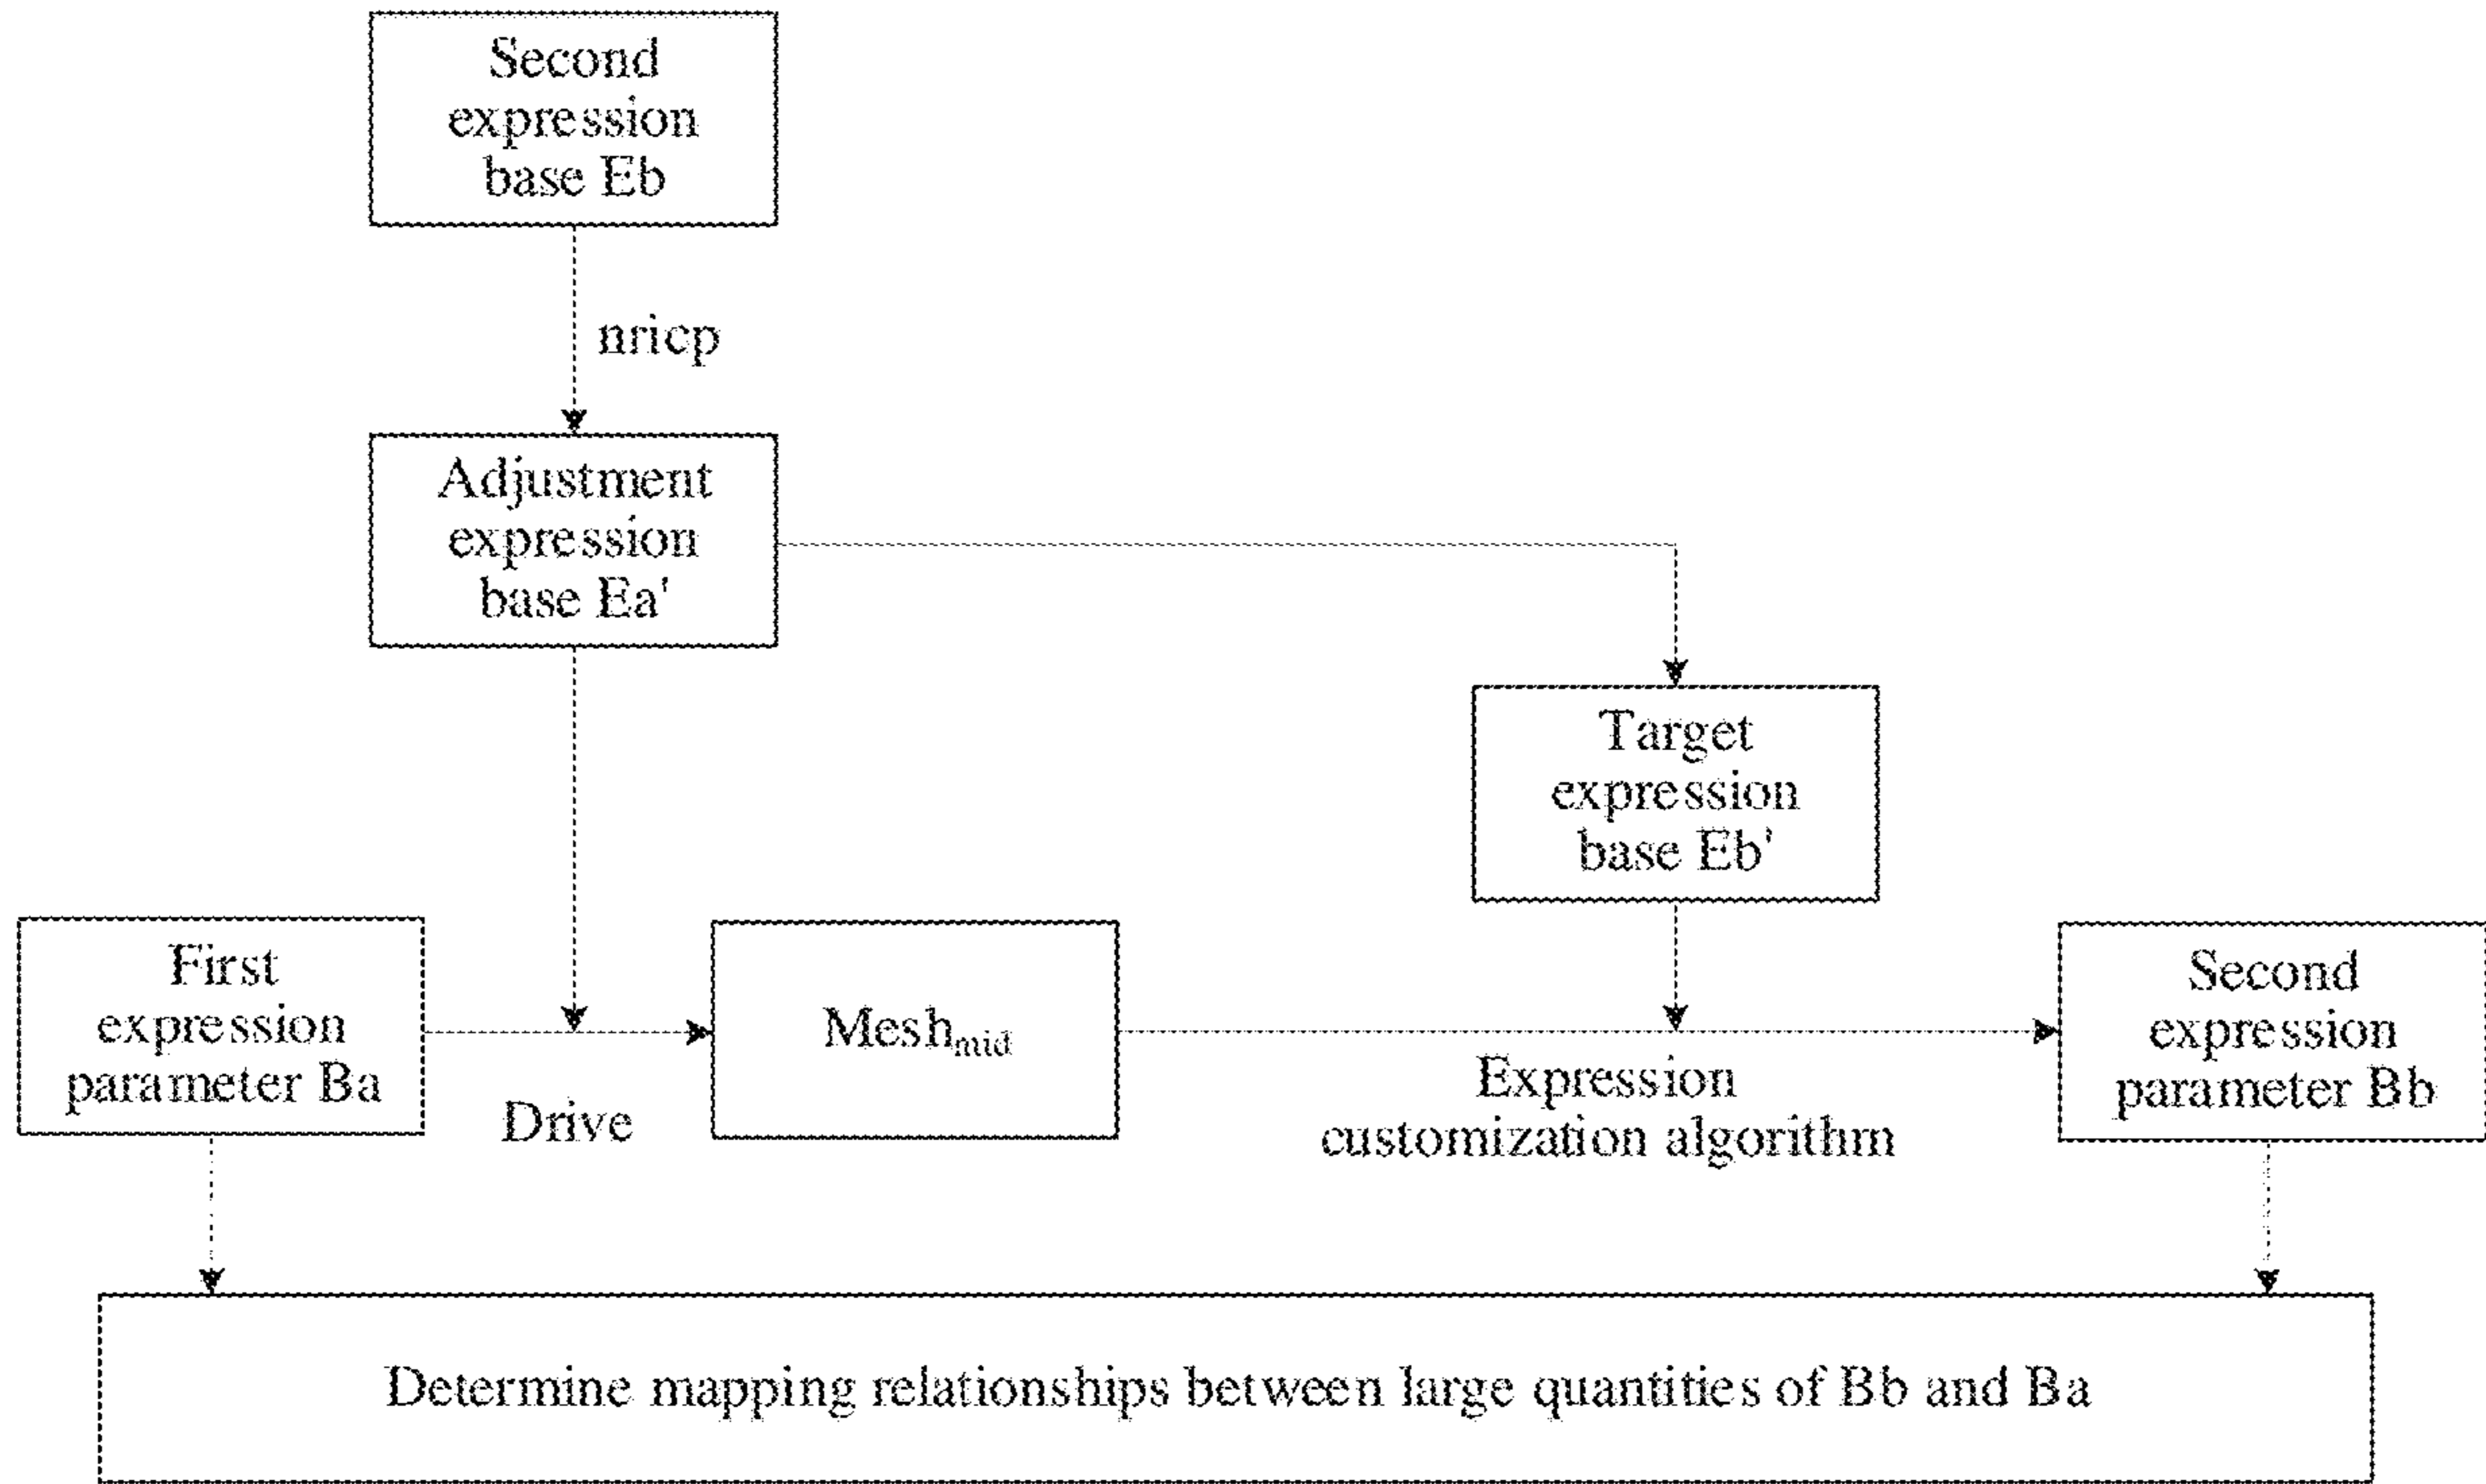 Second
expression
base Eb
nricp
Adjustment
expression
base Ea'
Target
expression
base Eb'
First
expression
parameter Ba
Drive
Mesh_mid
Expression
customization algorithm
Second
expression
parameter Bb
Determine mapping relationships between large quantities of Bb and Ba